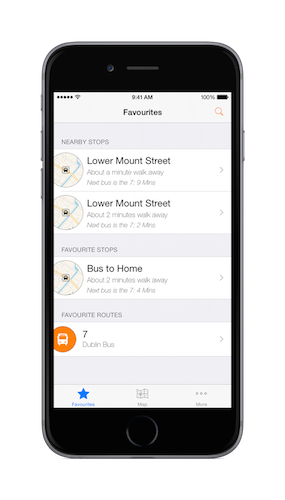 9:41 AM
100%
Favourites
NEARBY STOPS
Lower Mount Street
About a minute walk away
Next bus is the 7: 9 Mins
Lower Mount Street
About 2 minutes walk away
Next bus is the 7: 2 Mins
FAVOURITE STOPS
Bus to Home
About 2 minutes walk away
Next bus is the 7: 4 Mins
FAVOURITE ROUTES
7
Dublin Bus
Favourites
Map
More